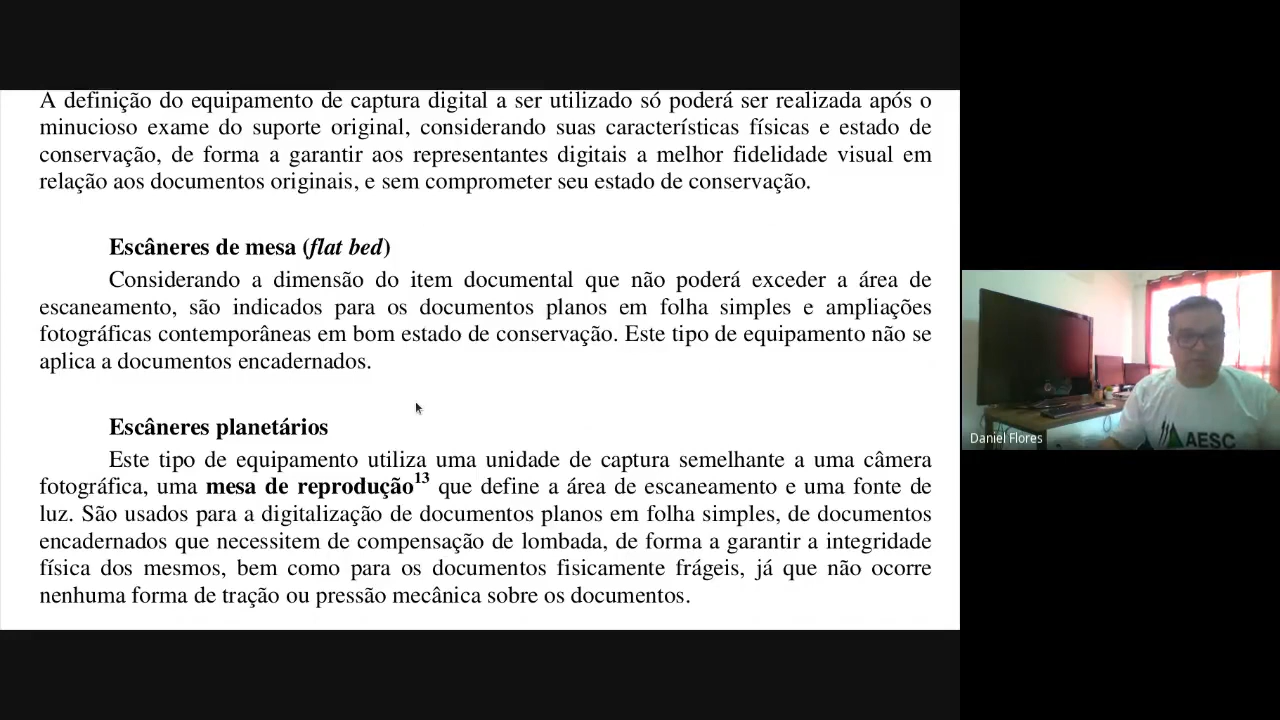 A definição do equipamento de captura digital a ser utilizado só poderá ser realizada após o
minucioso exame do suporte original, considerando suas características físicas e estado de
conservação, de forma a garantir aos representantes digitais a melhor fidelidade visual em
relação aos documentos originais, e sem comprometer seu estado de conservação.
Escâneres de mesa (flat bed)
Considerando a dimensão do item documental que não poderá exceder a área de
escaneamento, são indicados para os documentos planos em folha simples e ampliações
fotográficas contemporâneas em bom estado de conservação. Este tipo de equipamento não se
aplica a documentos encadernados.
Escâneres planetários
Este tipo de equipamento utiliza uma unidade de captura semelhante a uma câmera
fotográfica, uma mesa de reprodução13 que define a área de escaneamento e uma fonte de
luz. São usados para a digitalização de documentos planos em folha simples, de documentos
encadernados que necessitem de compensação de lombada, de forma a garantir a integridade
física dos mesmos, bem como para os documentos fisicamente frágeis, já que não ocorre
nenhuma forma de tração ou pressão mecânica sobre os documentos.
Daniel Flores
AESC